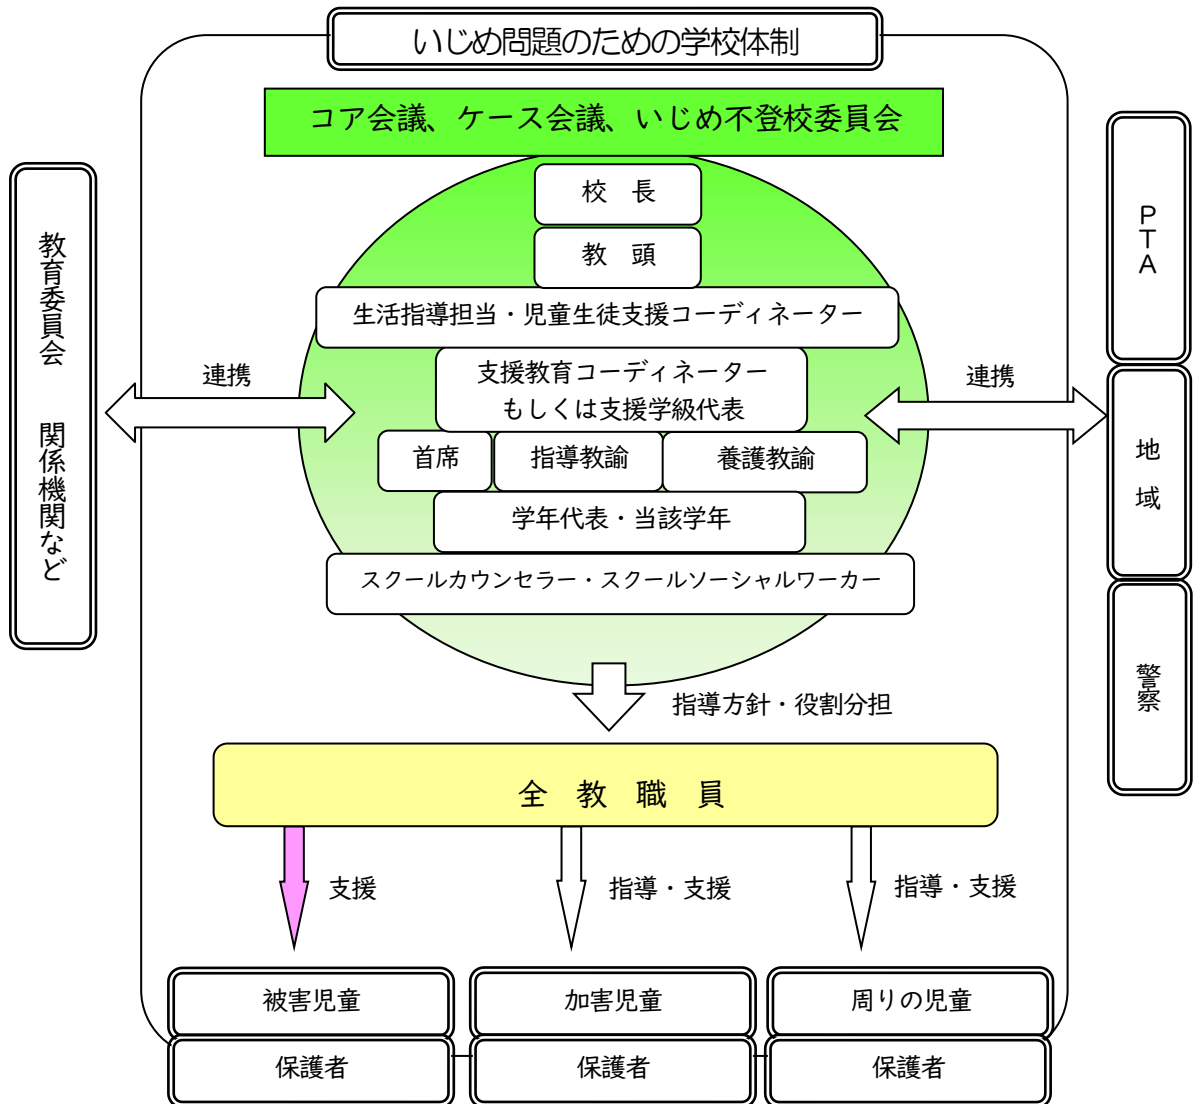 いじめ問題のための学校体制
コア会議、ケース会議、いじめ不登校委員会
校　長
教　頭
生活指導担当・児童生徒支援コーディネーター
支援教育コーディネーター
もしくは支援学級代表
首席
指導教諭
養護教諭
学年代表・当該学年
スクールカウンセラー・スクールソーシャルワーカー
教育委員会　関係機関など
連携
連携
PTA
地　域
警察
指導方針・役割分担
全　教　職　員
支援
指導・支援
指導・支援
被害児童
加害児童
周りの児童
保護者
保護者
保護者